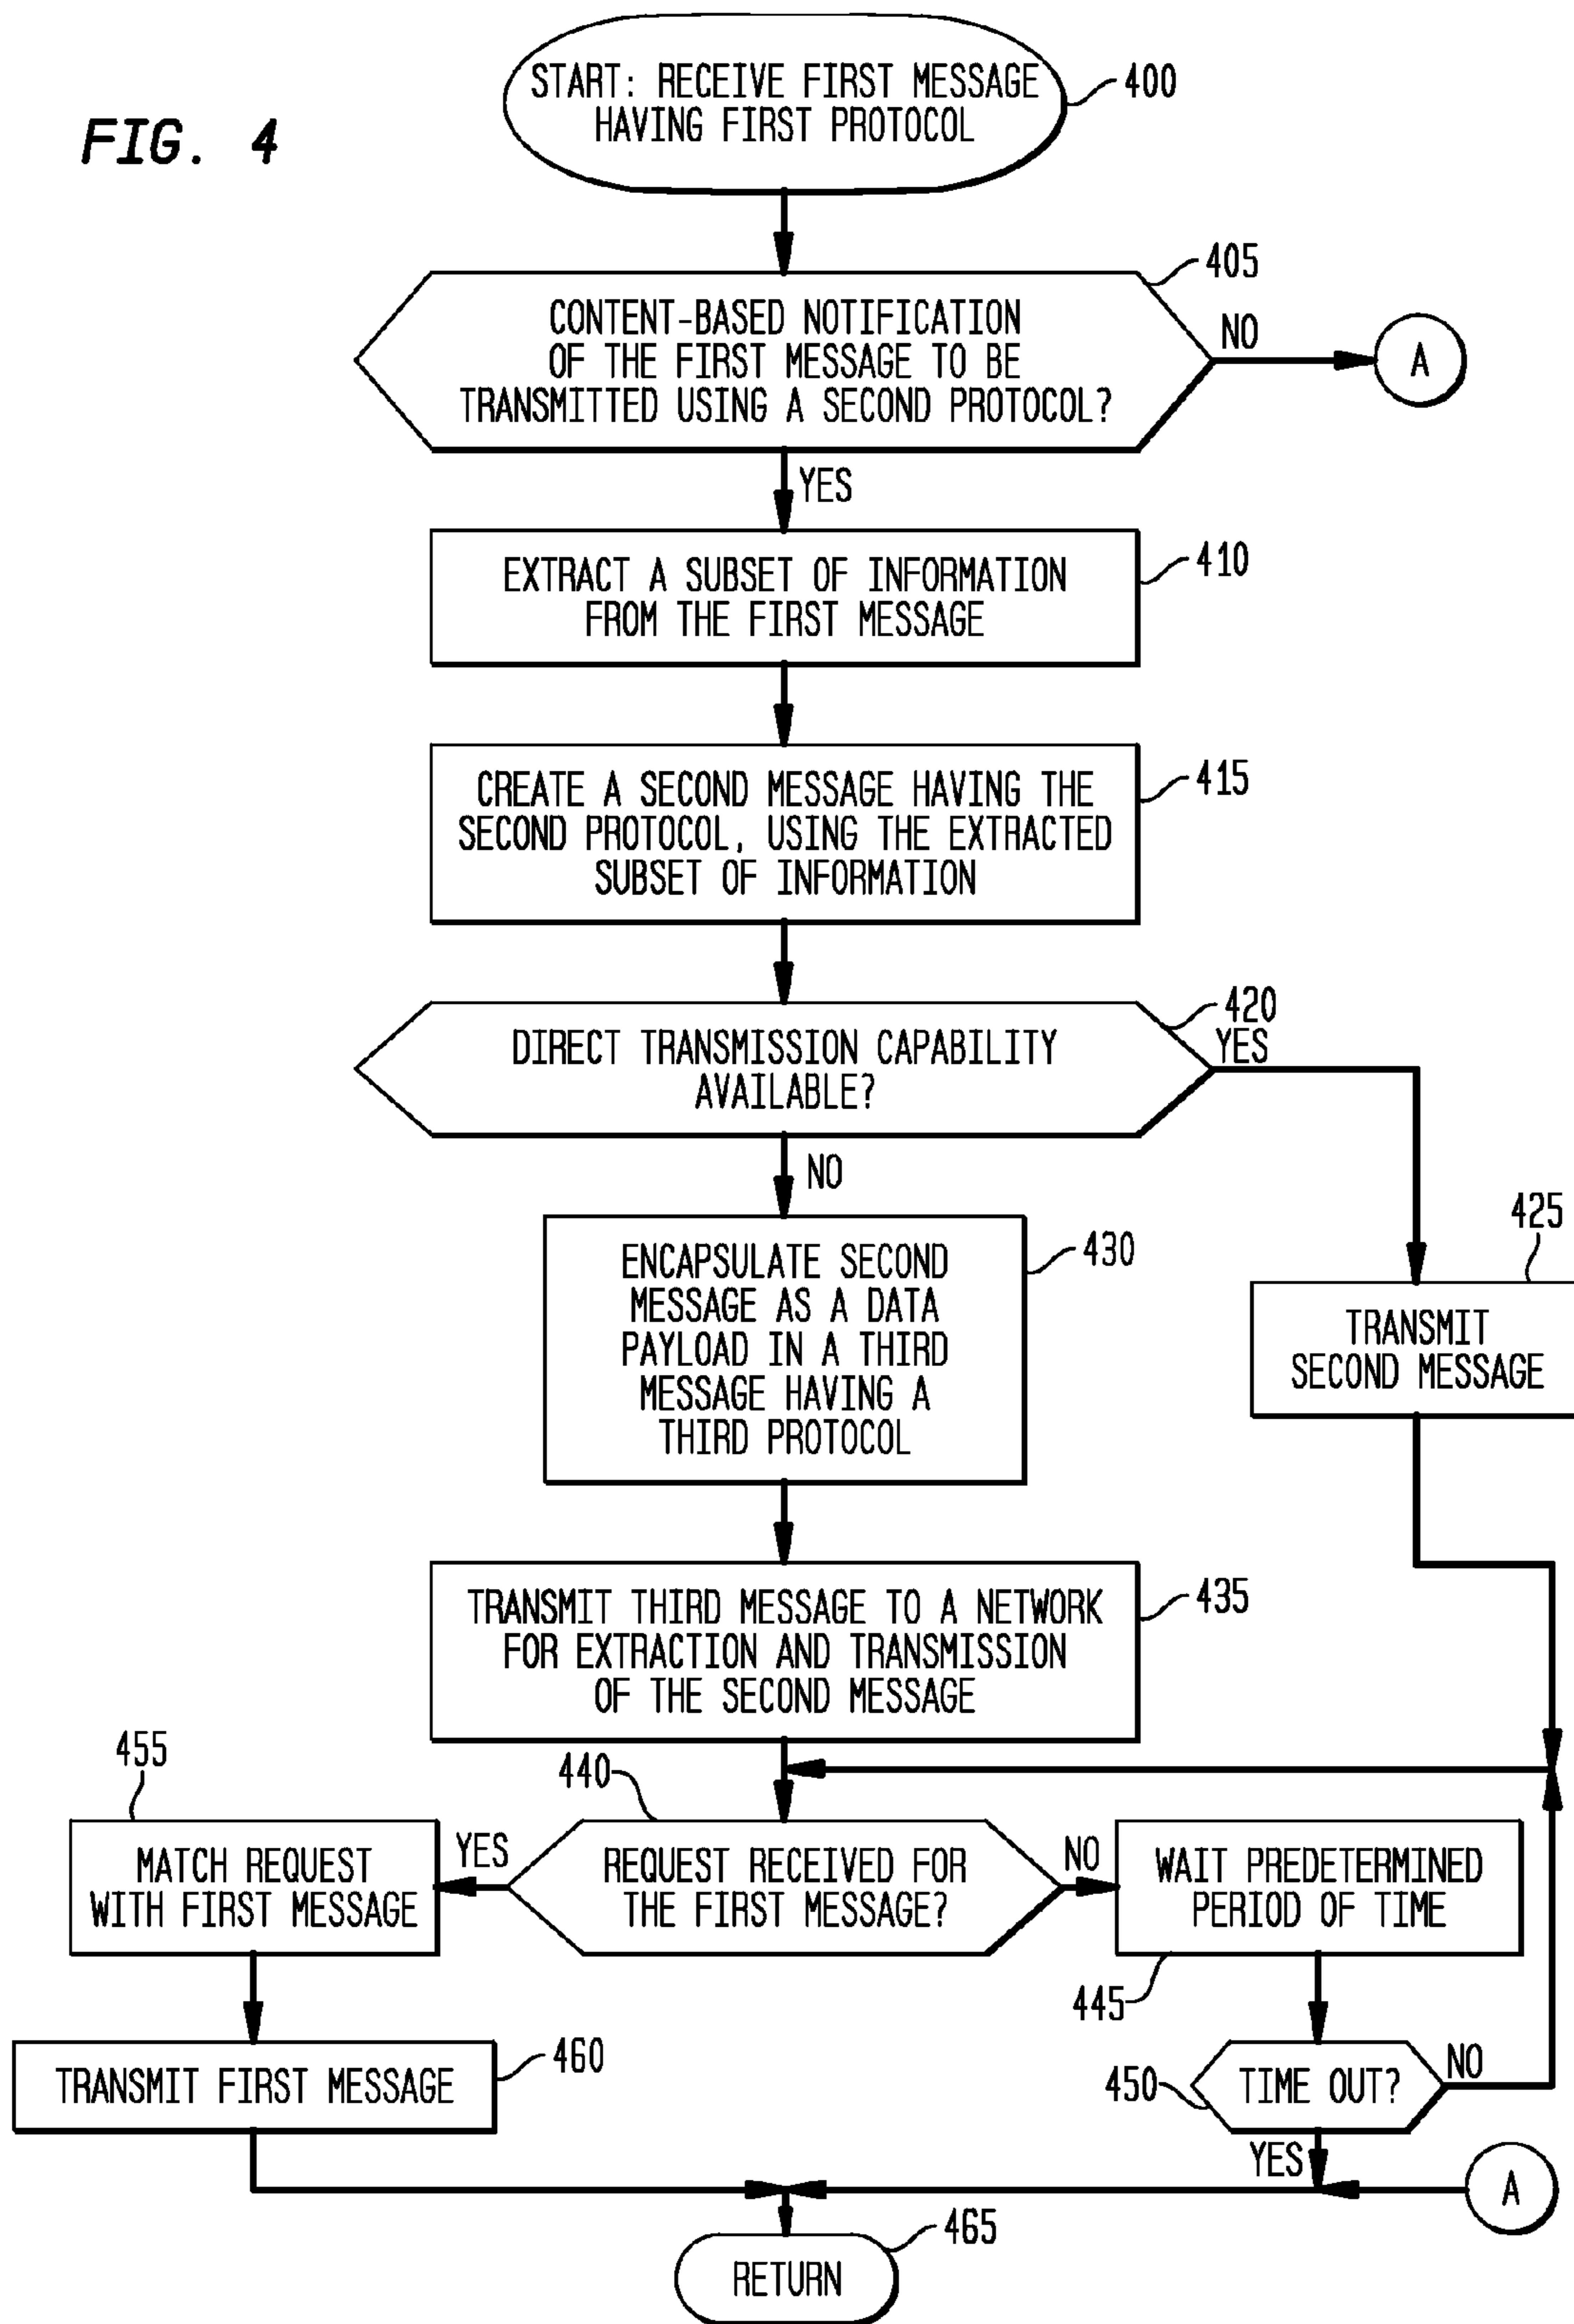 FIG. 4
START: RECEIVE FIRST MESSAGE
HAVING FIRST PROTOCOL
400
405
CONTENT-BASED NOTIFICATION
OF THE FIRST MESSAGE TO BE
TRANSMITTED USING A SECOND PROTOCOL?
NO
A
YES
EXTRACT A SUBSET OF INFORMATION
FROM THE FIRST MESSAGE
410
CREATE A SECOND MESSAGE HAVING THE
SECOND PROTOCOL, USING THE EXTRACTED
SUBSET OF INFORMATION
415
420
DIRECT TRANSMISSION CAPABILITY
AVAILABLE?
YES
NO
425
ENCAPSULATE SECOND
MESSAGE AS A DATA
PAYLOAD IN A THIRD
MESSAGE HAVING A
THIRD PROTOCOL
430
TRANSMIT
SECOND MESSAGE
TRANSMIT THIRD MESSAGE TO A NETWORK
FOR EXTRACTION AND TRANSMISSION
OF THE SECOND MESSAGE
435
455
440
MATCH REQUEST
WITH FIRST MESSAGE
YES
REQUEST RECEIVED FOR
THE FIRST MESSAGE?
NO
WAIT PREDETERMINED
PERIOD OF TIME
445
TRANSMIT FIRST MESSAGE
460
450
TIME OUT?
NO
YES
A
465
RETURN